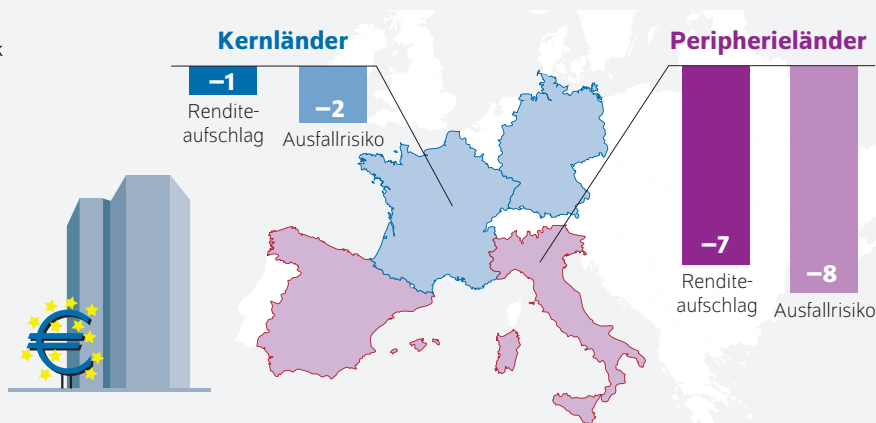 k
Kernländer
–1
Rendite-
aufschlag
–2
Ausfallrisiko
Peripherieländer
–7
Rendite-
aufschlag
–8
Ausfallrisiko
€